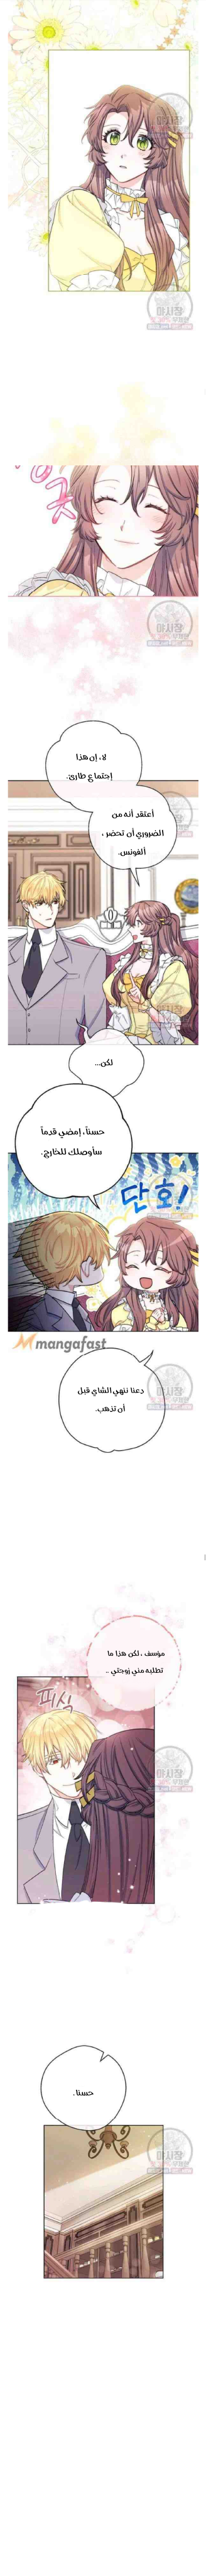 لا، إن هذا
إجتماع طارئ.
أعتقد أنه من
الضروري أن تحضر ،
ألفونس.
لكن...
حسناً، إمضي قدماً
سأوصلك للخارج.
단호!
mangafast
دعنا ننهي الشاي قبل
أن تذهب.
مؤسف ، لكن هذا ما
تطلبه مني زوجتي ..
피식
حسنا.